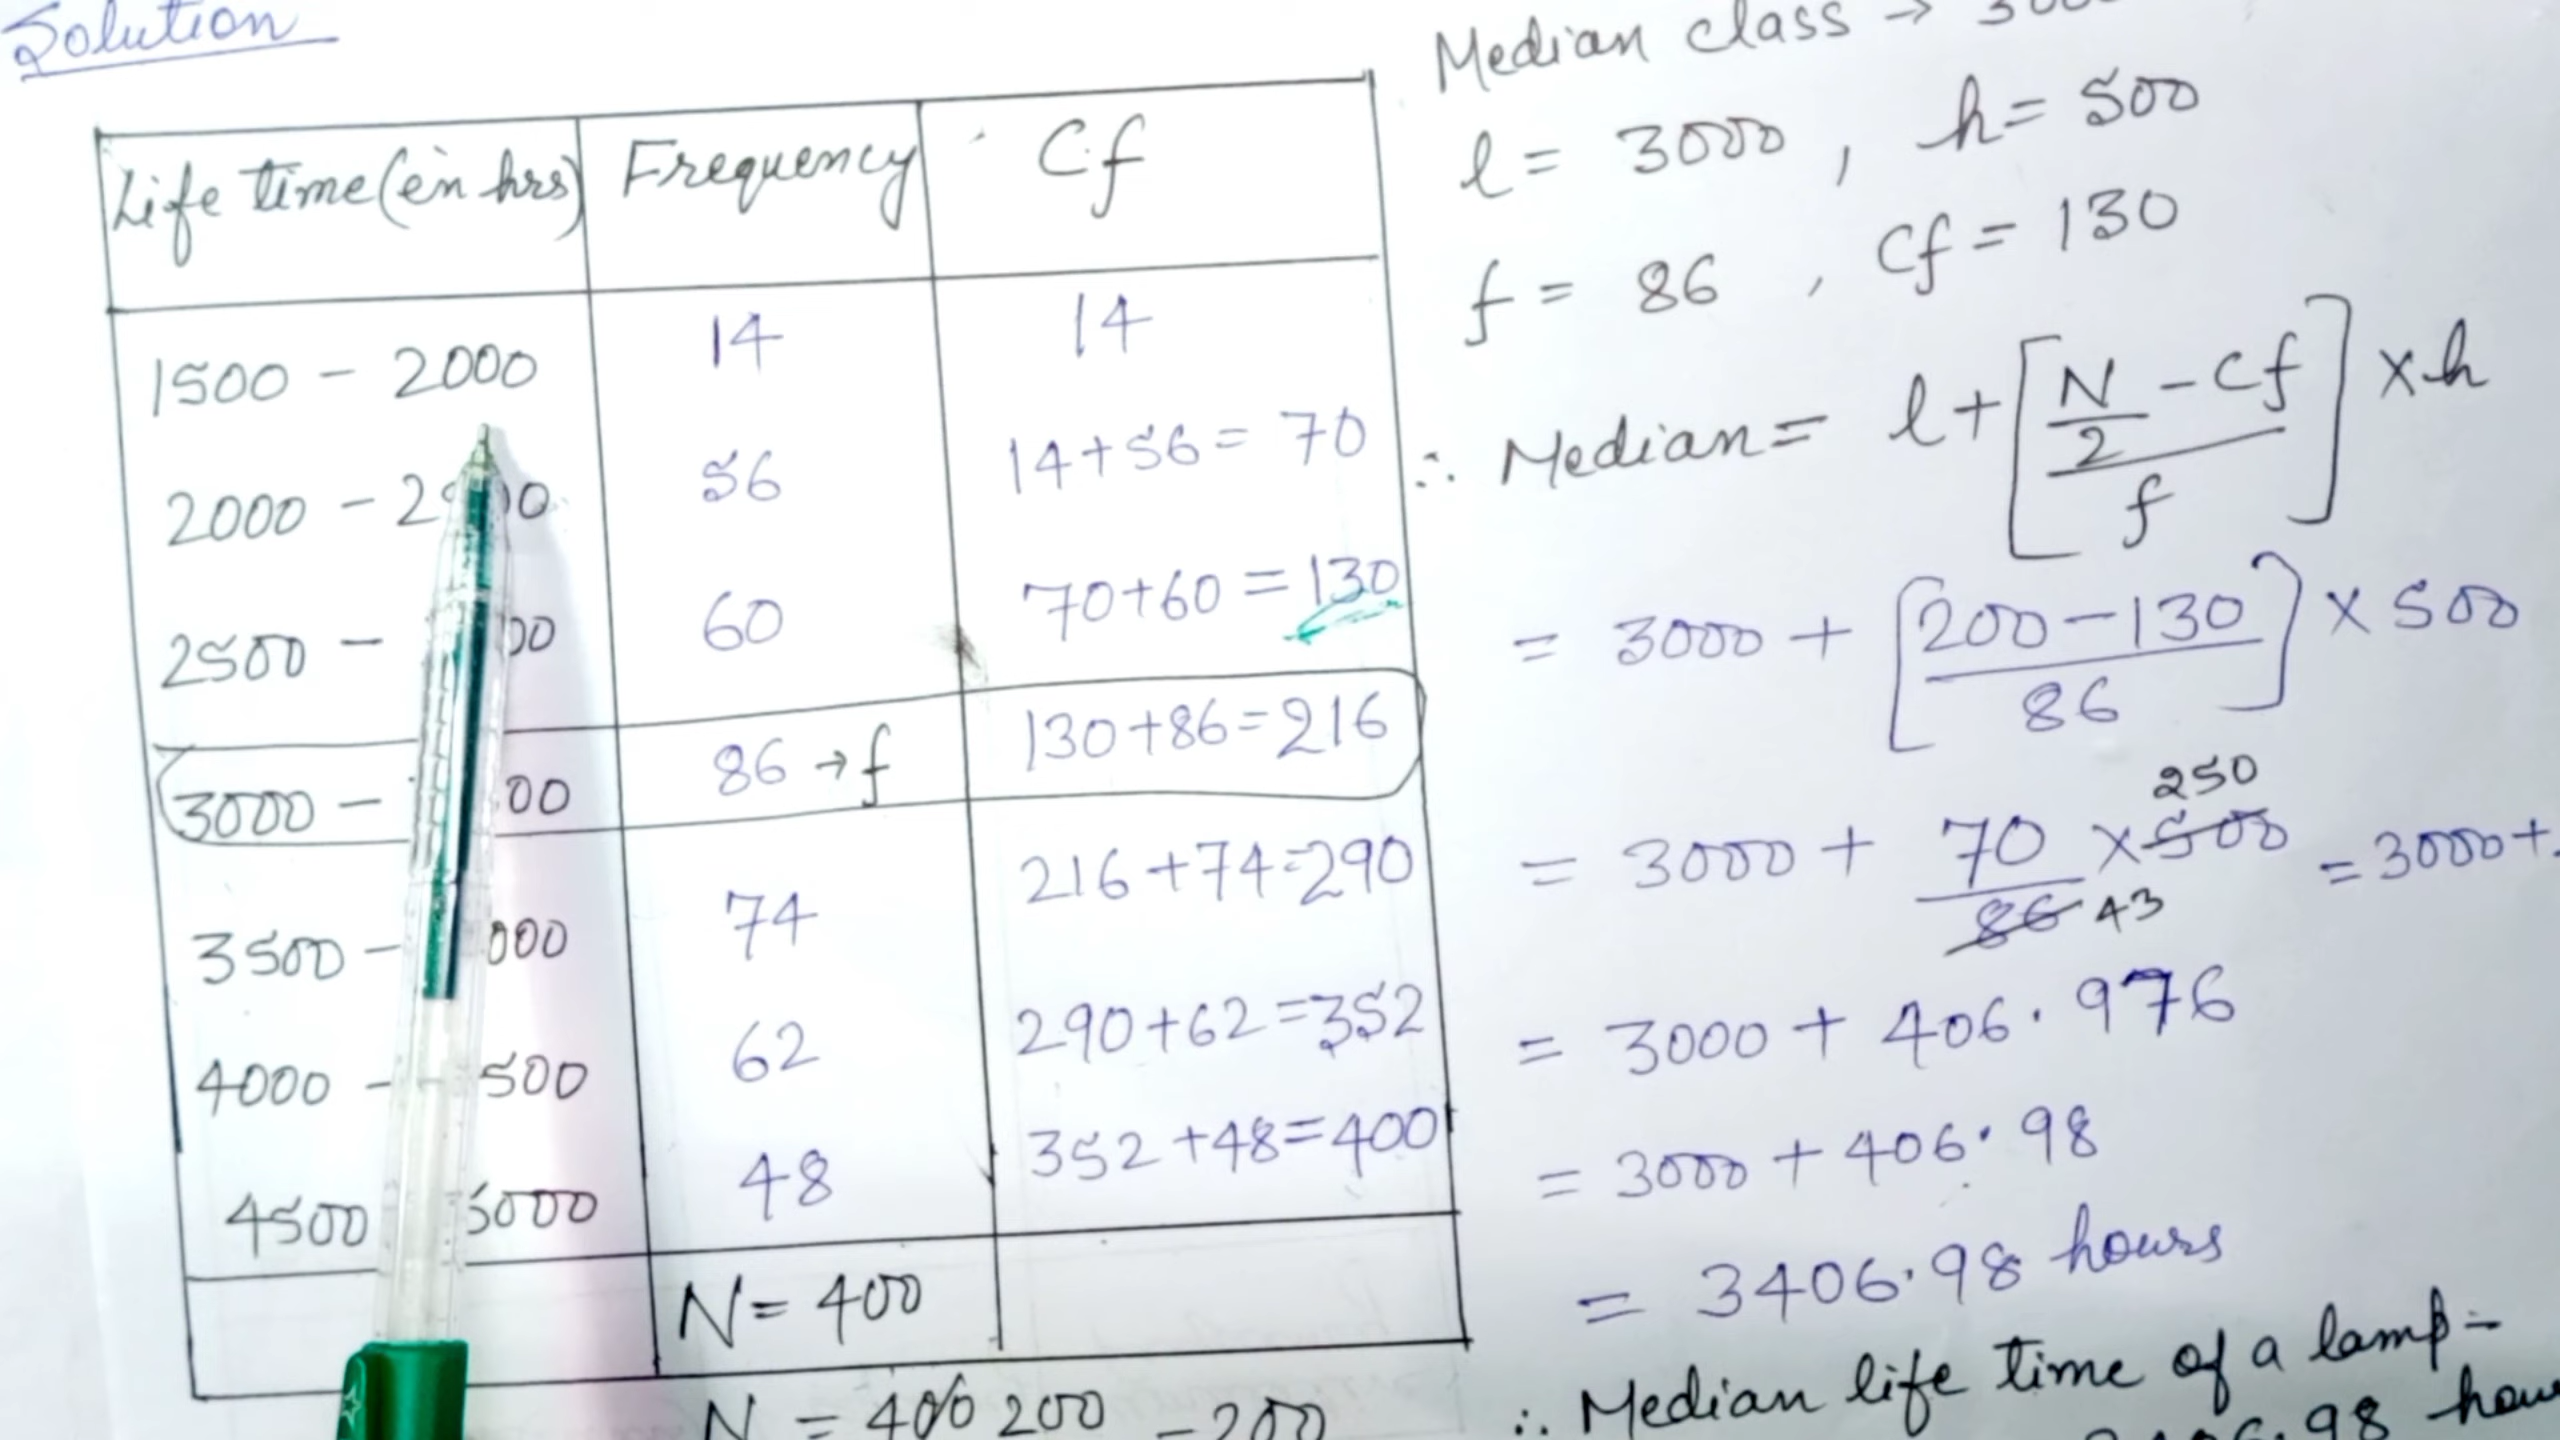 Solution
Life time (in hrs) Frequency Cf
1500 - 2000 14 14
2000 - 56 14+56= 70
2500 - 60 70+60 = 130
3000 - 86 → f 130+86=216
3500 - 74 216+74=290
4000 - 62 290+62=352
4500 5000 48 352+48=400
N= 400
N = 400 200 = 200
Median class →
l = 3000 , h= 500
f = 86 , Cf = 130
∴ Median= l+[N/2 - cf / f] × h
= 3000 + [200-130 / 86] × 500
= 3000 + 70/86 43 × 500 250 = 3000+
= 3000 + 406.976
= 3000 + 406.98
= 3406.98 hours
∴ Median life time of a lamp =